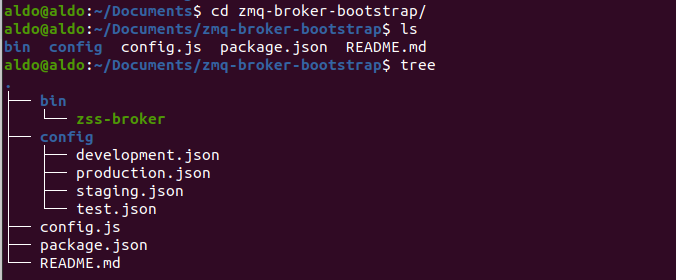 aldo@aldo:~/Documents$ cd zmq-broker-bootstrap/
aldo@aldo:~/Documents/zmq-broker-bootstrap$ ls
bin  config  config.js  package.json  README.md
aldo@aldo:~/Documents/zmq-broker-bootstrap$ tree
.
├── bin
│   └── zss-broker
├── config
│   ├── development.json
│   ├── production.json
│   ├── staging.json
│   └── test.json
├── config.js
├── package.json
└── README.md